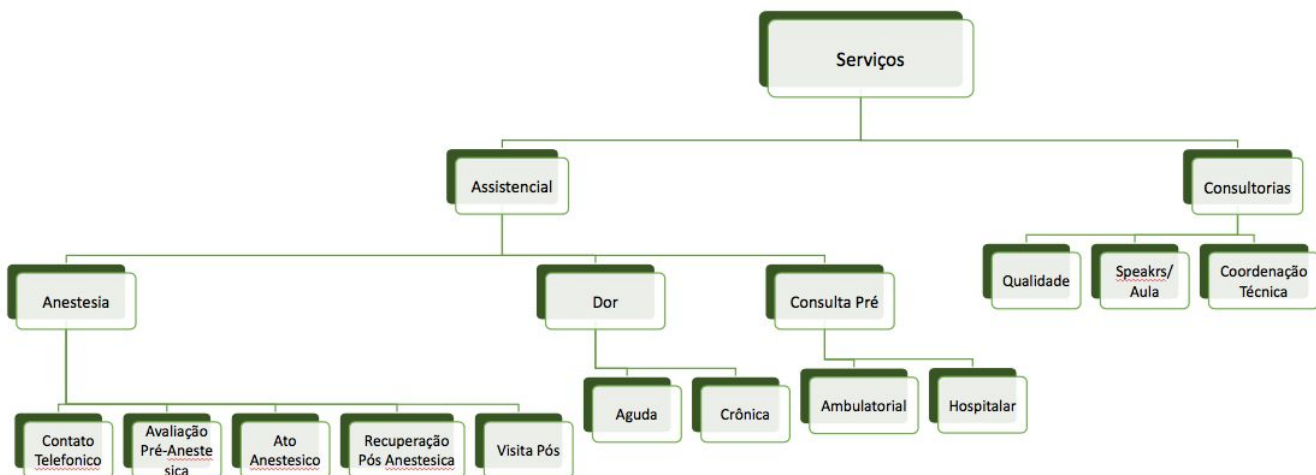 Serviços
Assistencial
Consultorias
Anestesia
Dor
Consulta Pré
Qualidade
Speakrs/
Aula
Coordenação
Técnica
Contato
Telefonico
Avaliação
Pré-Aneste
sica
Ato
Anestesico
Recuperação
Pós Anestesica
Visita Pós
Aguda
Crônica
Ambulatorial
Hospitalar